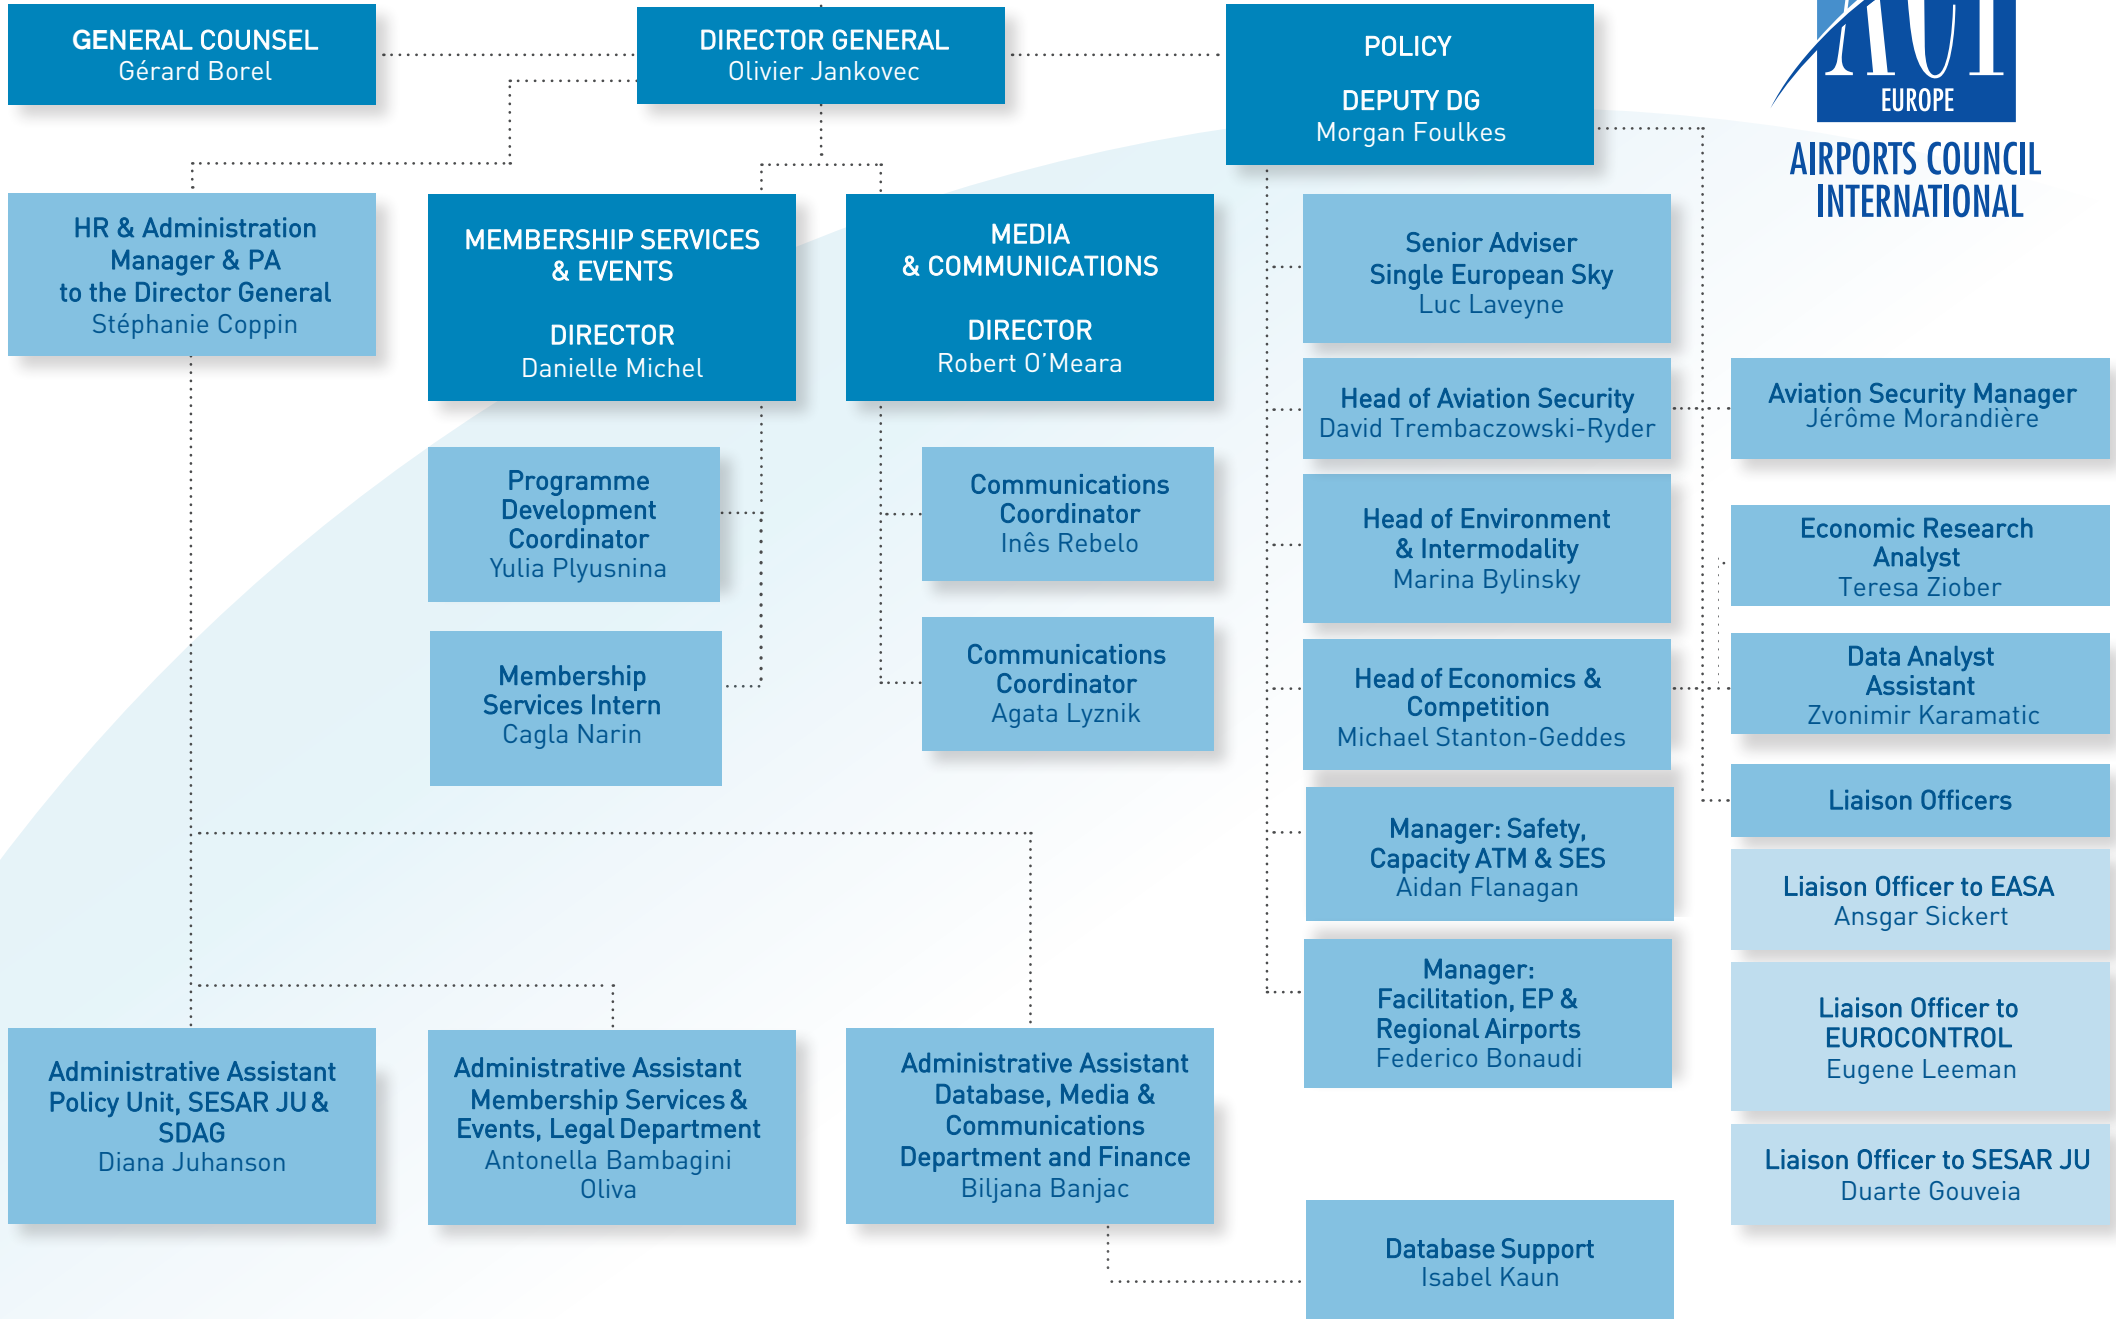 GENERAL COUNSEL
Gérard Borel
DIRECTOR GENERAL
Olivier Jankovec
POLICY
DEPUTY DG
Morgan Foulkes
ACI
EUROPE
AIRPORTS COUNCIL
INTERNATIONAL
HR & Administration
Manager & PA
to the Director General
Stéphanie Coppin
MEMBERSHIP SERVICES
& EVENTS
DIRECTOR
Danielle Michel
MEDIA
& COMMUNICATIONS
DIRECTOR
Robert O’Meara
Senior Adviser
Single European Sky
Luc Laveyne
Head of Aviation Security
David Trembaczowski-Ryder
Aviation Security Manager
Jérôme Morandière
Programme
Development
Coordinator
Yulia Plyusnina
Communications
Coordinator
Inês Rebelo
Head of Environment
& Intermodality
Marina Bylinsky
Economic Research
Analyst
Teresa Ziober
Membership
Services Intern
Cagla Narin
Communications
Coordinator
Agata Lyznik
Head of Economics &
Competition
Michael Stanton-Geddes
Data Analyst
Assistant
Zvonimir Karamatic
Liaison Officers
Manager: Safety,
Capacity ATM & SES
Aidan Flanagan
Liaison Officer to EASA
Ansgar Sickert
Manager:
Facilitation, EP &
Regional Airports
Federico Bonaudi
Liaison Officer to
EUROCONTROL
Eugene Leeman
Administrative Assistant
Policy Unit, SESAR JU &
SDAG
Diana Juhanson
Administrative Assistant
Membership Services &
Events, Legal Department
Antonella Bambagini
Oliva
Administrative Assistant
Database, Media &
Communications
Department and Finance
Biljana Banjac
Liaison Officer to SESAR JU
Duarte Gouveia
Database Support
Isabel Kaun